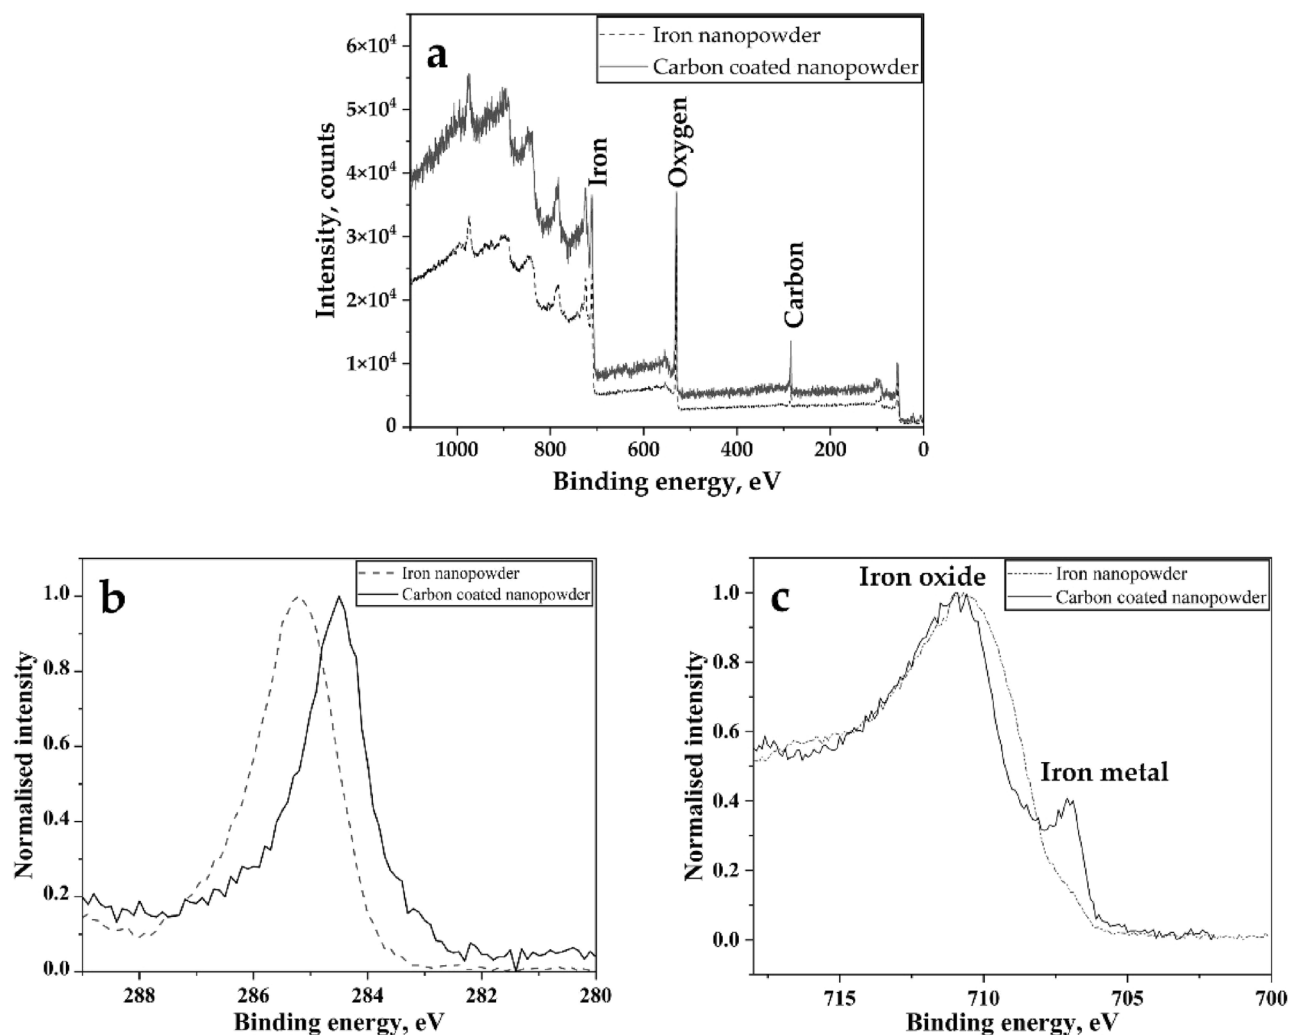 a
Iron nanopowder
Carbon coated nanopowder
6×10⁴
5×10⁴
4×10⁴
3×10⁴
2×10⁴
1×10⁴
0
Intensity, counts
Iron
Oxygen
Carbon
1000 800 600 400 200 0
Binding energy, eV
b
Iron nanopowder
Carbon coated nanopowder
1.0
0.8
0.6
0.4
0.2
0.0
Normalised intensity
288 286 284 282 280
Binding energy, eV
c
Iron oxide
Iron nanopowder
Carbon coated nanopowder
Iron metal
1.0
0.8
0.6
0.4
0.2
0.0
Normalised intensity
715 710 705 700
Binding energy, eV